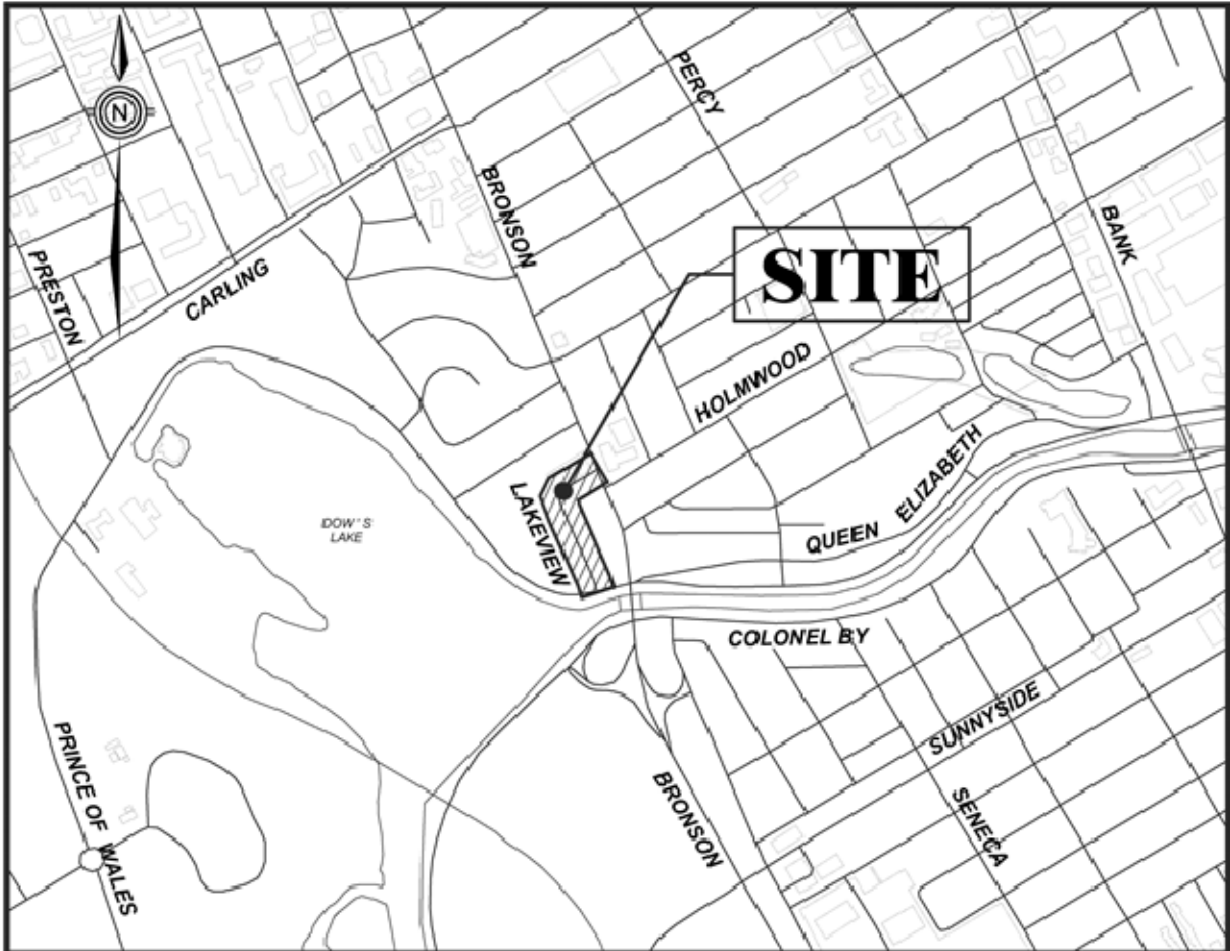 N
PERCY
BRONSON
BANK
SITE
PRESTON
CARLING
HOLMWOOD
LAKEVIEW
QUEEN ELIZABETH
DOW'S
LAKE
COLONEL BY
SUNNYSIDE
PRINCE OF WALES
BRONSON
SENECA